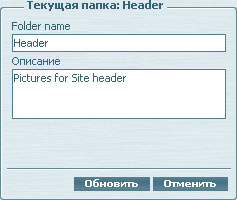 Текущая папка: Header
Folder name
Header
Описание
Pictures for Site header
Обновить Отменить